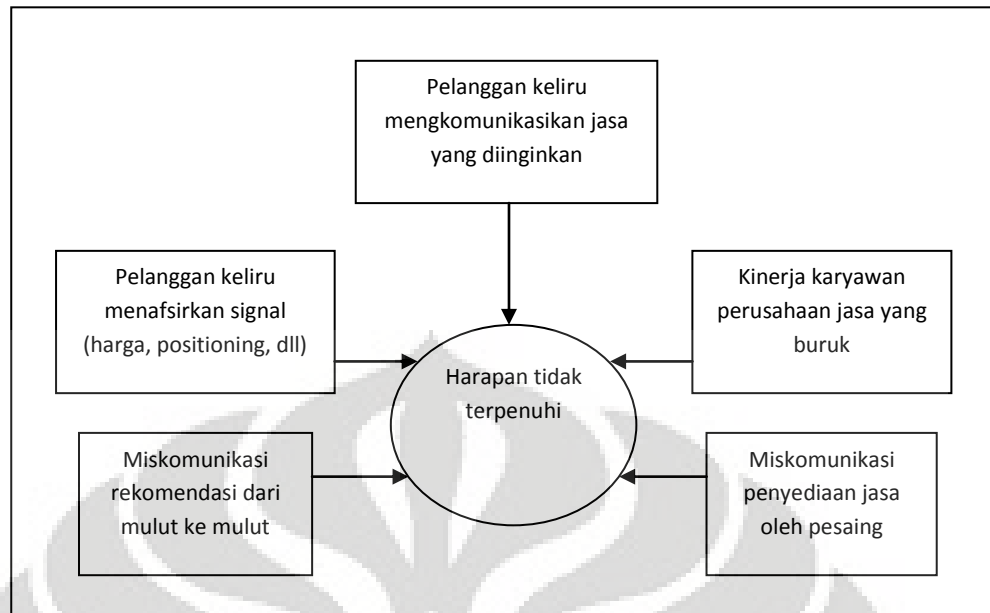 Pelanggan keliru
mengkomunikasikan jasa
yang diinginkan
Pelanggan keliru
menafsirkan signal
(harga, positioning, dll)
Kinerja karyawan
perusahaan jasa yang
buruk
Harapan tidak
terpenuhi
Miskomunikasi
rekomendasi dari
mulut ke mulut
Miskomunikasi
penyediaan jasa
oleh pesaing